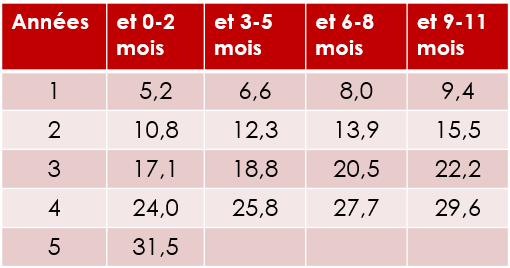 Années et 0-2 mois et 3-5 mois et 6-8 mois et 9-11 mois
1 5,2 6,6 8,0 9,4
2 10,8 12,3 13,9 15,5
3 17,1 18,8 20,5 22,2
4 24,0 25,8 27,7 29,6
5 31,5